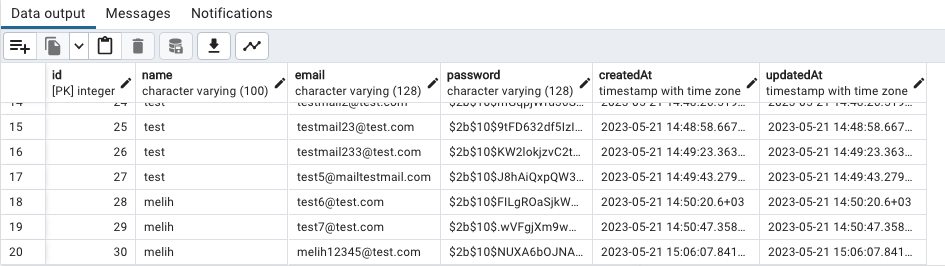 Data output Messages Notifications
id name email password createdAt updatedAt
[PK] integer character varying (100) character varying (128) character varying (128) timestamp with time zone timestamp with time zone
14 24 test testmail2@test.com
15 25 test testmail23@test.com $2b$10$9tFD632df5IzI... 2023-05-21 14:48:58.667... 2023-05-21 14:48:58.667...
16 26 test testmail233@test.com $2b$10$KW2lokjzvC2t... 2023-05-21 14:49:23.363... 2023-05-21 14:49:23.363...
17 27 test test5@mailtestmail.com $2b$10$J8hAiQxpQW3... 2023-05-21 14:49:43.279... 2023-05-21 14:49:43.279...
18 28 melih test6@test.com $2b$10$FILgROaSjkW... 2023-05-21 14:50:20.6+03 2023-05-21 14:50:20.6+03
19 29 melih test7@test.com $2b$10$.wVFgjXm9w... 2023-05-21 14:50:47.358... 2023-05-21 14:50:47.358...
20 30 melih melih12345@test.com $2b$10$NUXA6bOJNA... 2023-05-21 15:06:07.841... 2023-05-21 15:06:07.841...